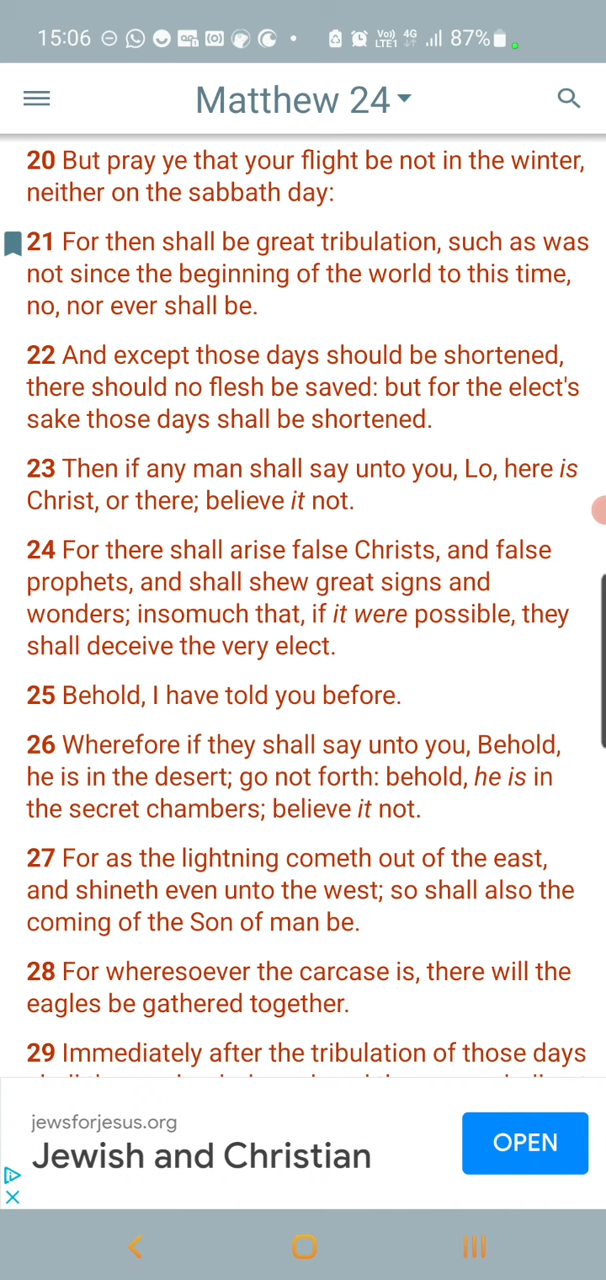 15:06
Vo)) 4G
LTE1
87%
Matthew 24
20 But pray ye that your flight be not in the winter,
neither on the sabbath day:
21 For then shall be great tribulation, such as was
not since the beginning of the world to this time,
no, nor ever shall be.
22 And except those days should be shortened,
there should no flesh be saved: but for the elect's
sake those days shall be shortened.
23 Then if any man shall say unto you, Lo, here is
Christ, or there; believe it not.
24 For there shall arise false Christs, and false
prophets, and shall shew great signs and
wonders; insomuch that, if it were possible, they
shall deceive the very elect.
25 Behold, I have told you before.
26 Wherefore if they shall say unto you, Behold,
he is in the desert; go not forth: behold, he is in
the secret chambers; believe it not.
27 For as the lightning cometh out of the east,
and shineth even unto the west; so shall also the
coming of the Son of man be.
28 For wheresoever the carcase is, there will the
eagles be gathered together.
29 Immediately after the tribulation of those days
jewsforjesus.org
Jewish and Christian
OPEN